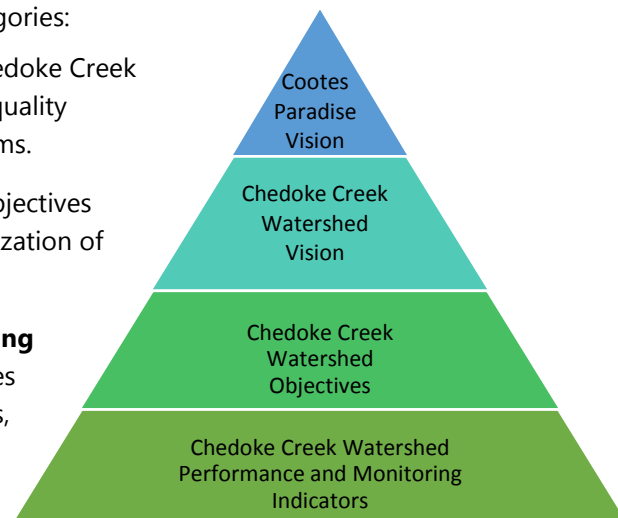 gories:
edoke Creek
quality
ms.
jectives
zation of
ng
es
s,
Cootes
Paradise
Vision
Chedoke Creek
Watershed
Vision
Chedoke Creek
Watershed
Objectives
Chedoke Creek Watershed
Performance and Monitoring
Indicators